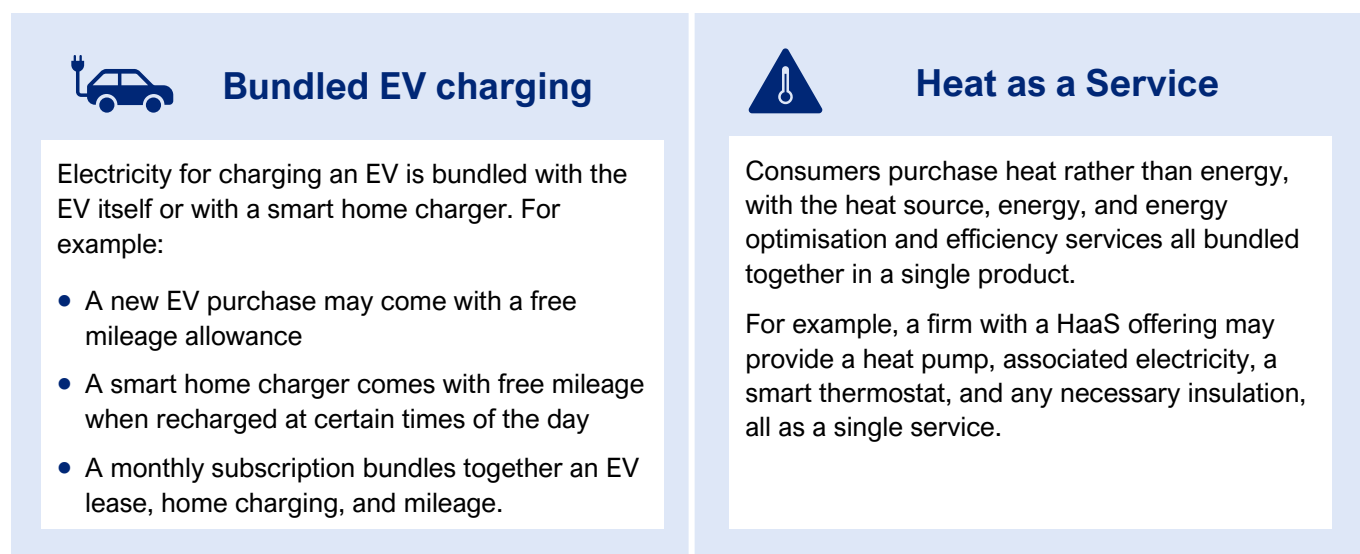 Bundled EV charging
Electricity for charging an EV is bundled with the
EV itself or with a smart home charger. For
example:
• A new EV purchase may come with a free
mileage allowance
• A smart home charger comes with free mileage
when recharged at certain times of the day
• A monthly subscription bundles together an EV
lease, home charging, and mileage.
Heat as a Service
Consumers purchase heat rather than energy,
with the heat source, energy, and energy
optimisation and efficiency services all bundled
together in a single product.
For example, a firm with a HaaS offering may
provide a heat pump, associated electricity, a
smart thermostat, and any necessary insulation,
all as a single service.